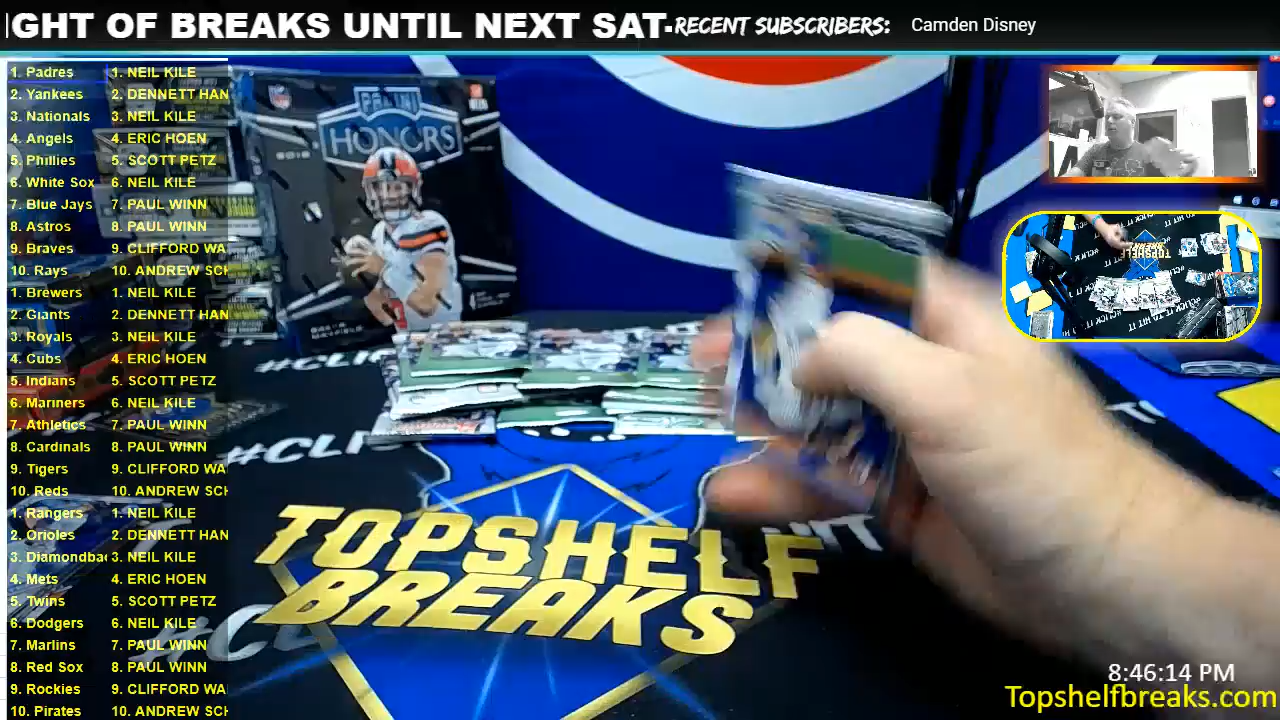 IGHT OF BREAKS UNTIL NEXT SAT-
RECENT SUBSCRIBERS: Camden Disney
1. Padres 1. NEIL KILE
2. Yankees 2. DENNETT HAN
3. Nationals 3. NEIL KILE
4. Angels 4. ERIC HOEN
5. Phillies 5. SCOTT PETZ
6. White Sox 6. NEIL KILE
7. Blue Jays 7. PAUL WINN
8. Astros 8. PAUL WINN
9. Braves 9. CLIFFORD WA
10. Rays 10. ANDREW SCH
1. Brewers 1. NEIL KILE
2. Giants 2. DENNETT HAN
3. Royals 3. NEIL KILE
4. Cubs 4. ERIC HOEN
5. Indians 5. SCOTT PETZ
6. Mariners 6. NEIL KILE
7. Athletics 7. PAUL WINN
8. Cardinals 8. PAUL WINN
9. Tigers 9. CLIFFORD WA
10. Reds 10. ANDREW SCH
1. Rangers 1. NEIL KILE
2. Orioles 2. DENNETT HAN
3. Diamondba 3. NEIL KILE
4. Mets 4. ERIC HOEN
5. Twins 5. SCOTT PETZ
6. Dodgers 6. NEIL KILE
7. Marlins 7. PAUL WINN
8. Red Sox 8. PAUL WINN
9. Rockies 9. CLIFFORD WA
10. Pirates 10. ANDREW SCH
PANINI
HONORS
#CLIC
#CLIC
HIT
TOPSHELF
BREAKS
#C
8:46:14 PM
Topshelfbreaks.com